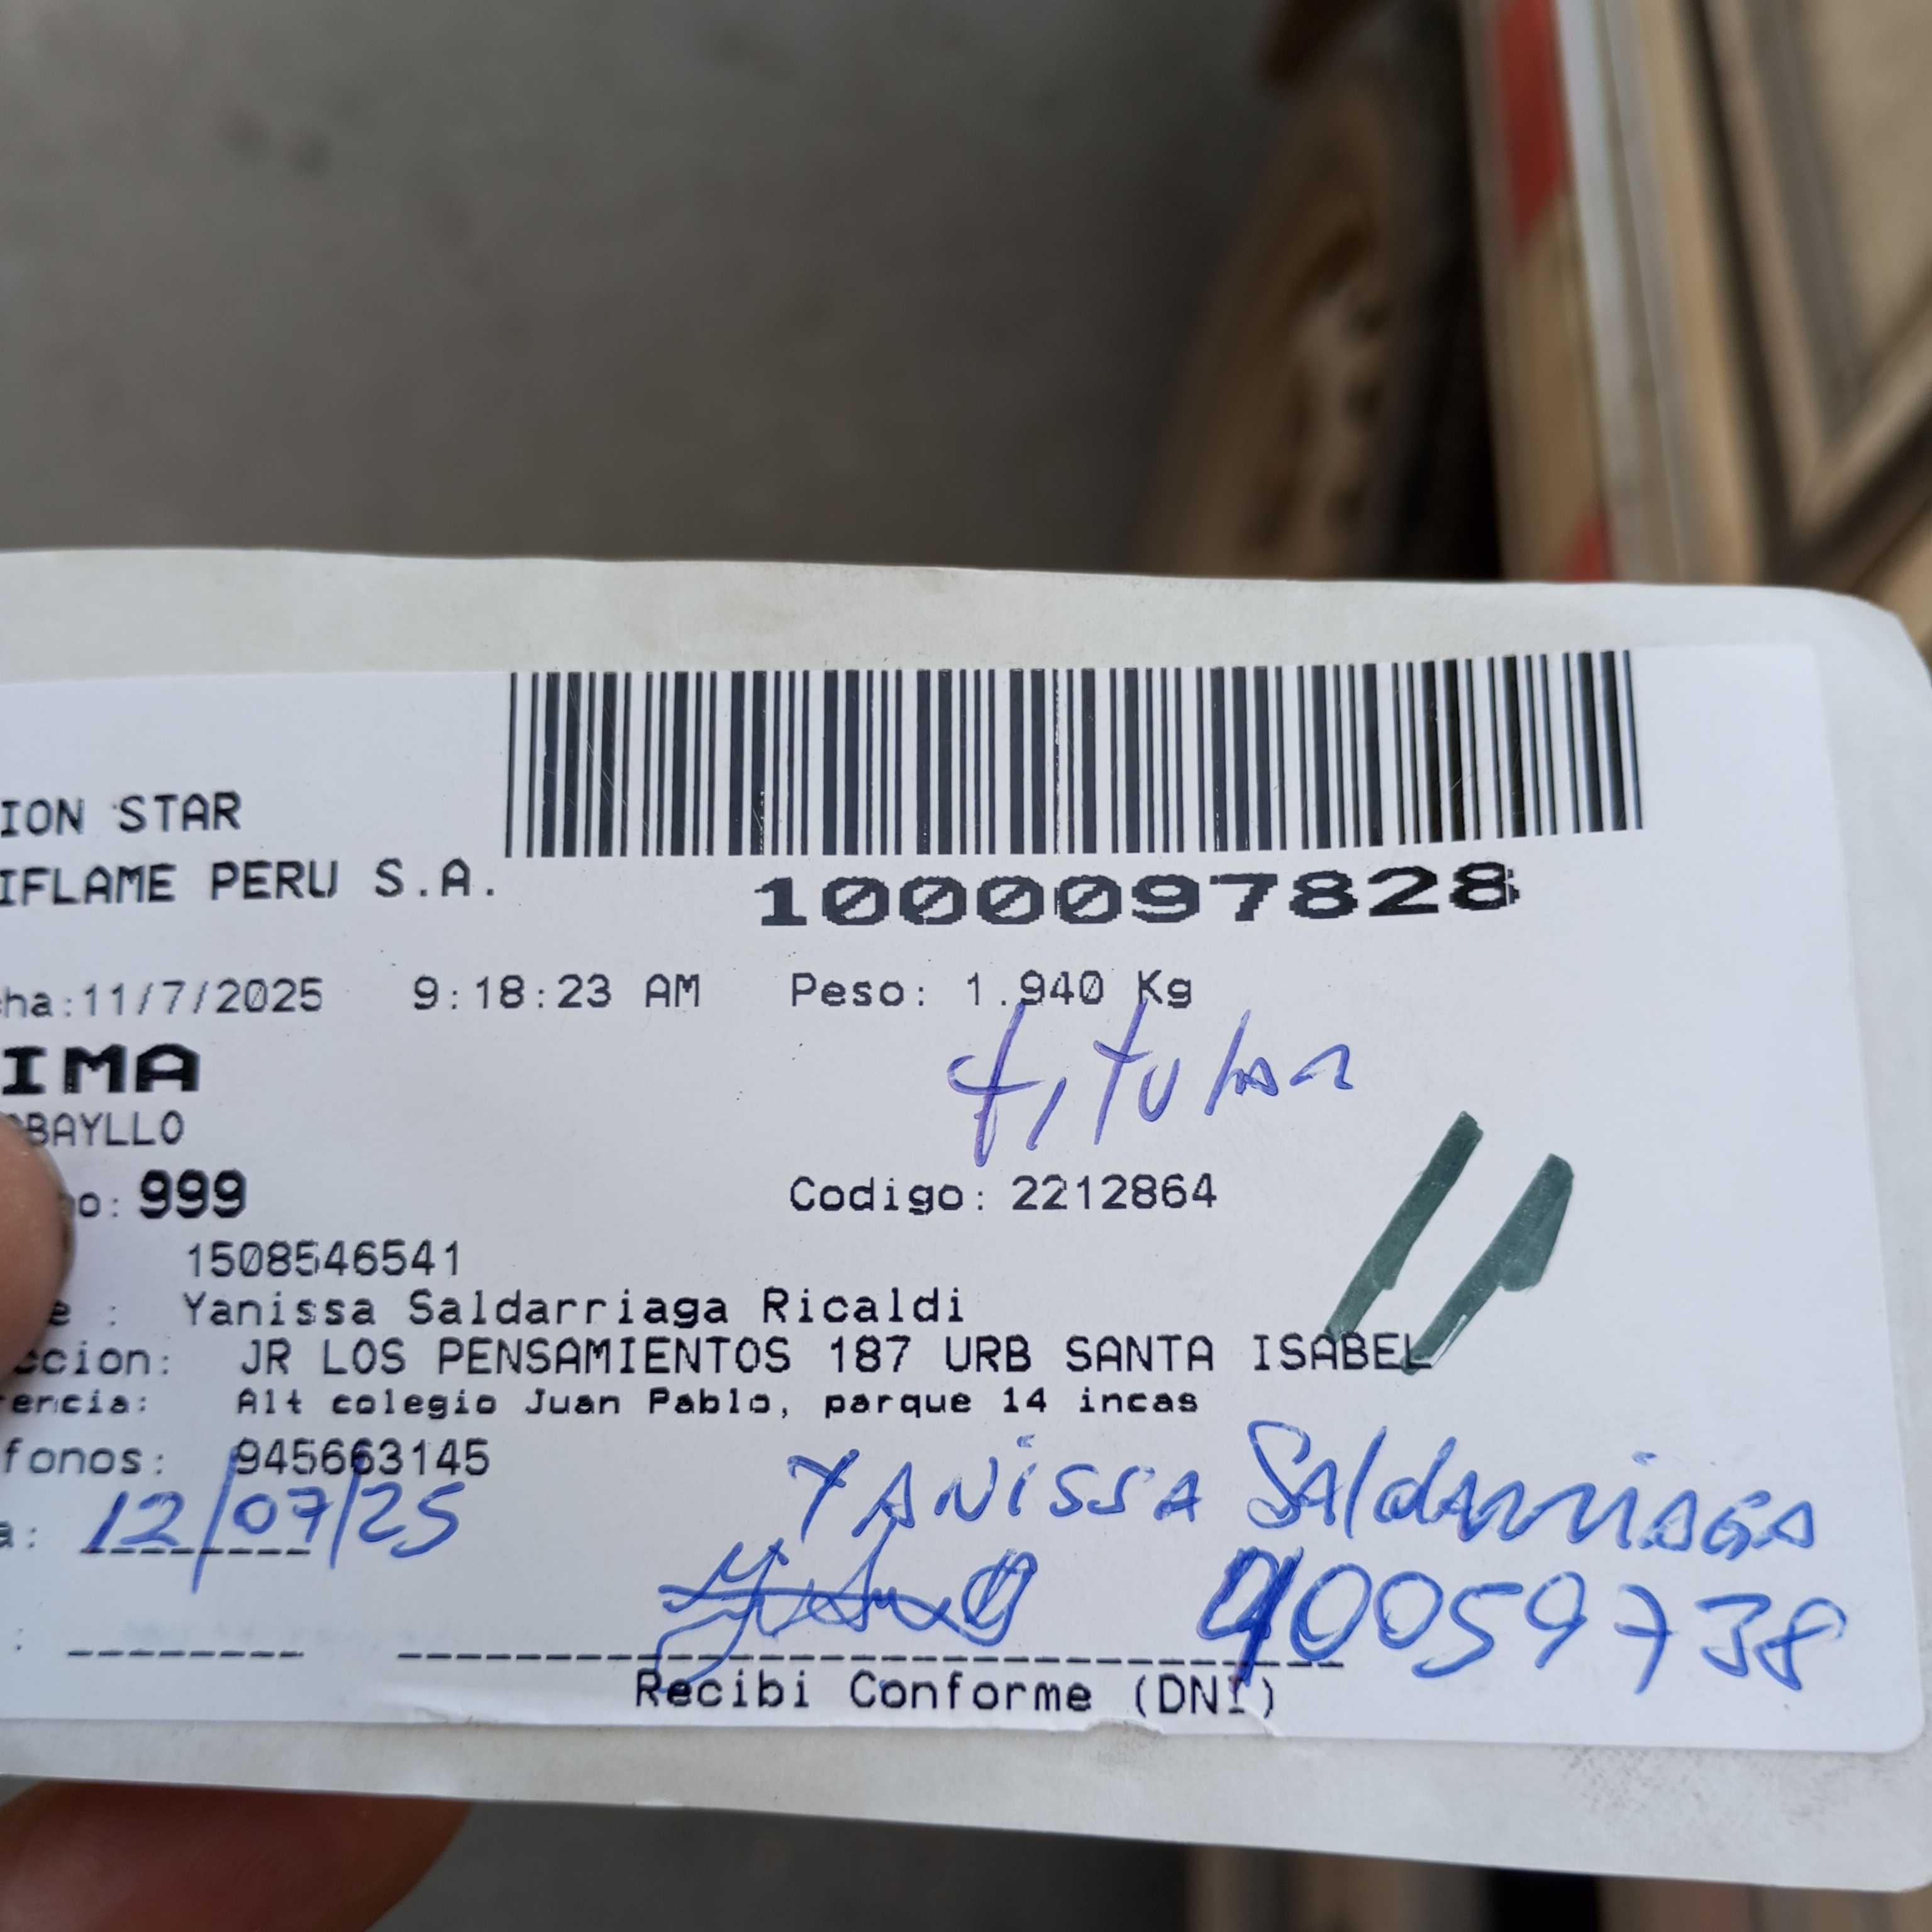 ION STAR
IFLAME PERU S.A.
1000097828
ha:11/7/2025 9:18:23 AM Peso: 1.940 Kg
IMA
titular
BAYLLO
o: 999 Codigo: 2212864
1508546541
e : Yanissa Saldarriaga Ricaldi
ccion: JR LOS PENSAMIENTOS 187 URB SANTA ISABEL
rencia: Alt colegio Juan Pablo, parque 14 incas
fonos: 945663145
YANISSA SAldARRIAGA
a: 12/07/25
40059738
: 
Recibi Conforme (DNI)